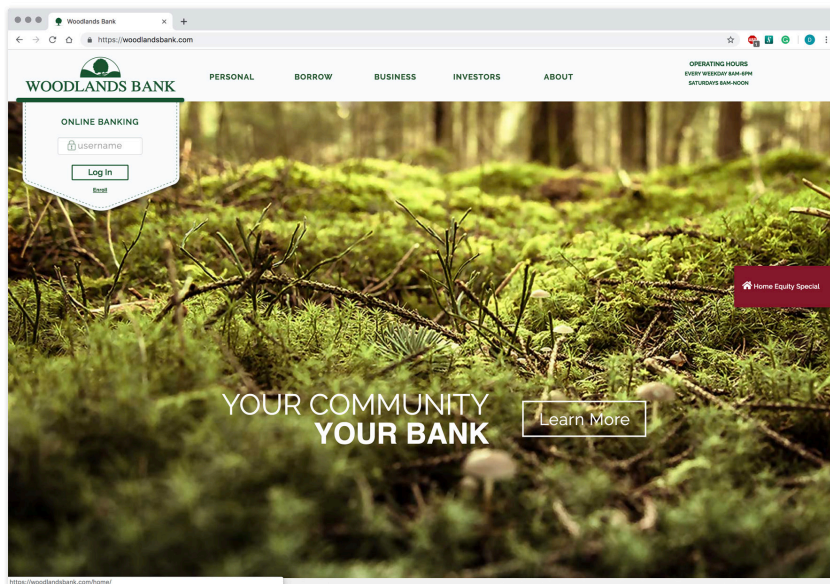 Woodlands Bank
https://woodlandsbank.com
WOODLANDS BANK
PERSONAL
BORROW
BUSINESS
INVESTORS
ABOUT
OPERATING HOURS
EVERY WEEKDAY 8AM-6PM
SATURDAYS 8AM-NOON
ONLINE BANKING
username
Log In
Enroll
Home Equity Special
YOUR COMMUNITY
YOUR BANK
Learn More
https://woodlandsbank.com/home/